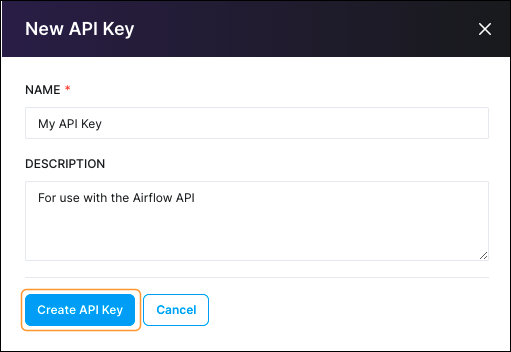 New API Key
NAME *
My API Key
DESCRIPTION
For use with the Airflow API
Create API Key Cancel